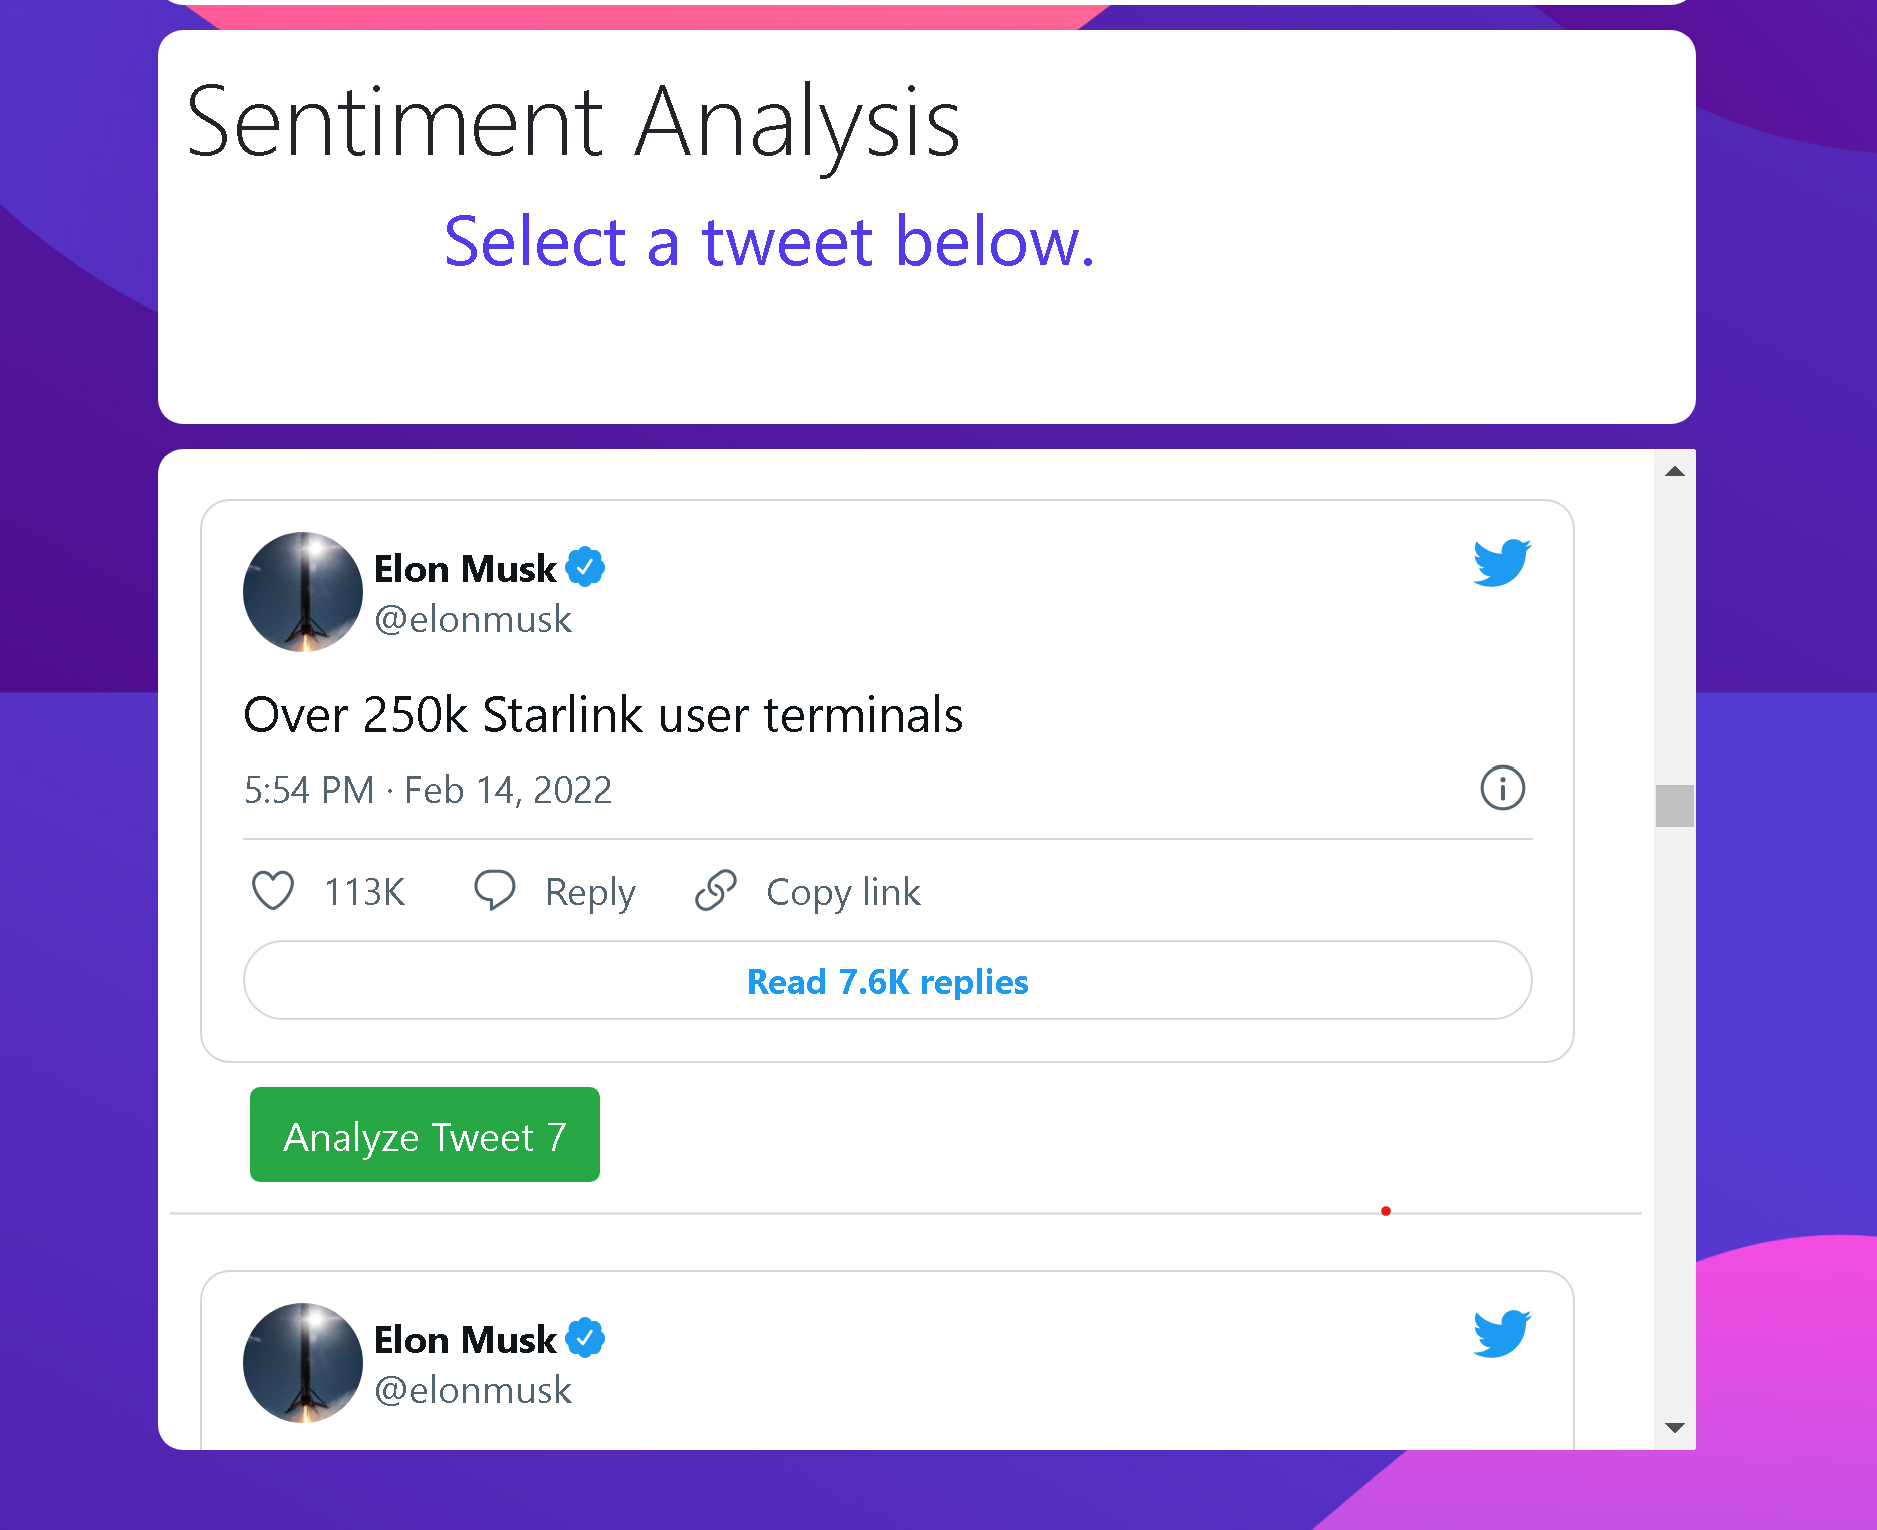 Sentiment Analysis
Select a tweet below.
Elon Musk
@elonmusk
Over 250k Starlink user terminals
5:54 PM · Feb 14, 2022
113K Reply Copy link
Read 7.6K replies
Analyze Tweet 7
Elon Musk
@elonmusk